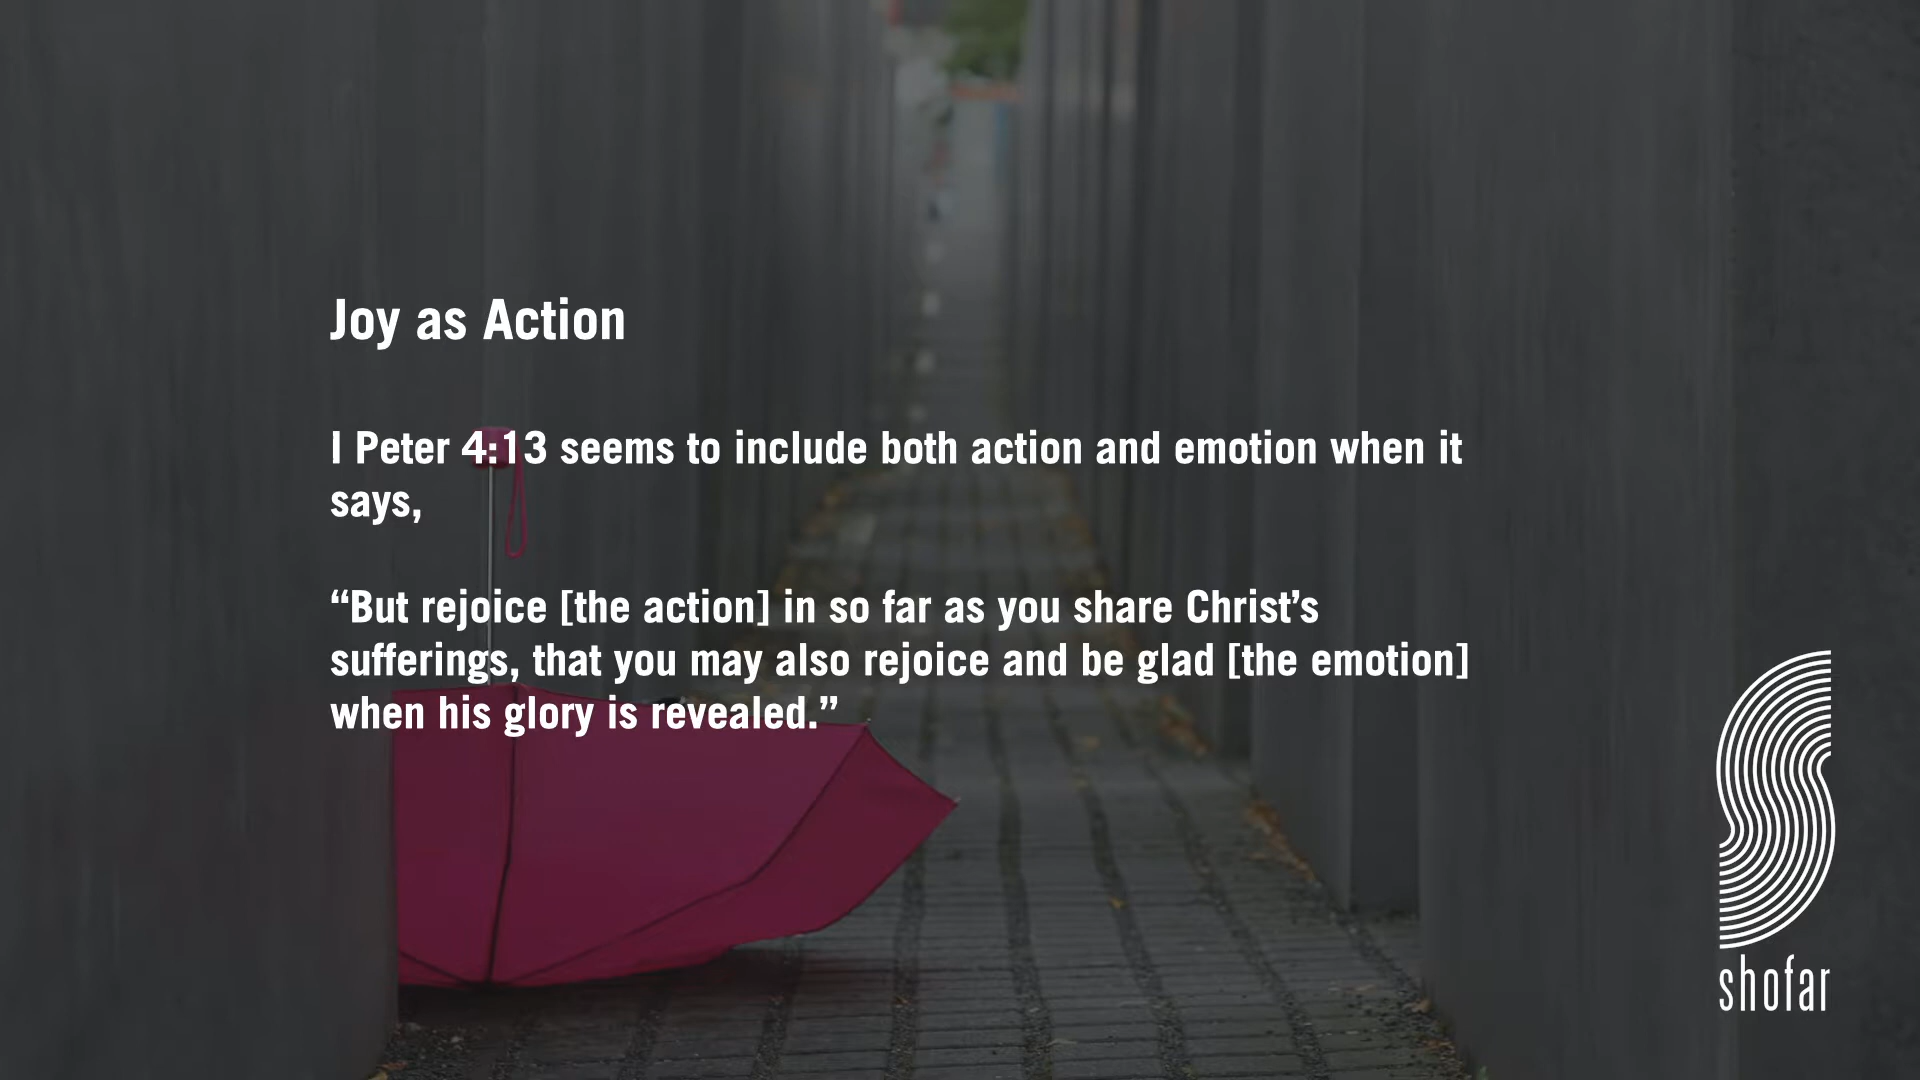 Joy as Action
I Peter 4:13 seems to include both action and emotion when it
says,
“But rejoice [the action] in so far as you share Christ’s
sufferings, that you may also rejoice and be glad [the emotion]
when his glory is revealed.”
shofar